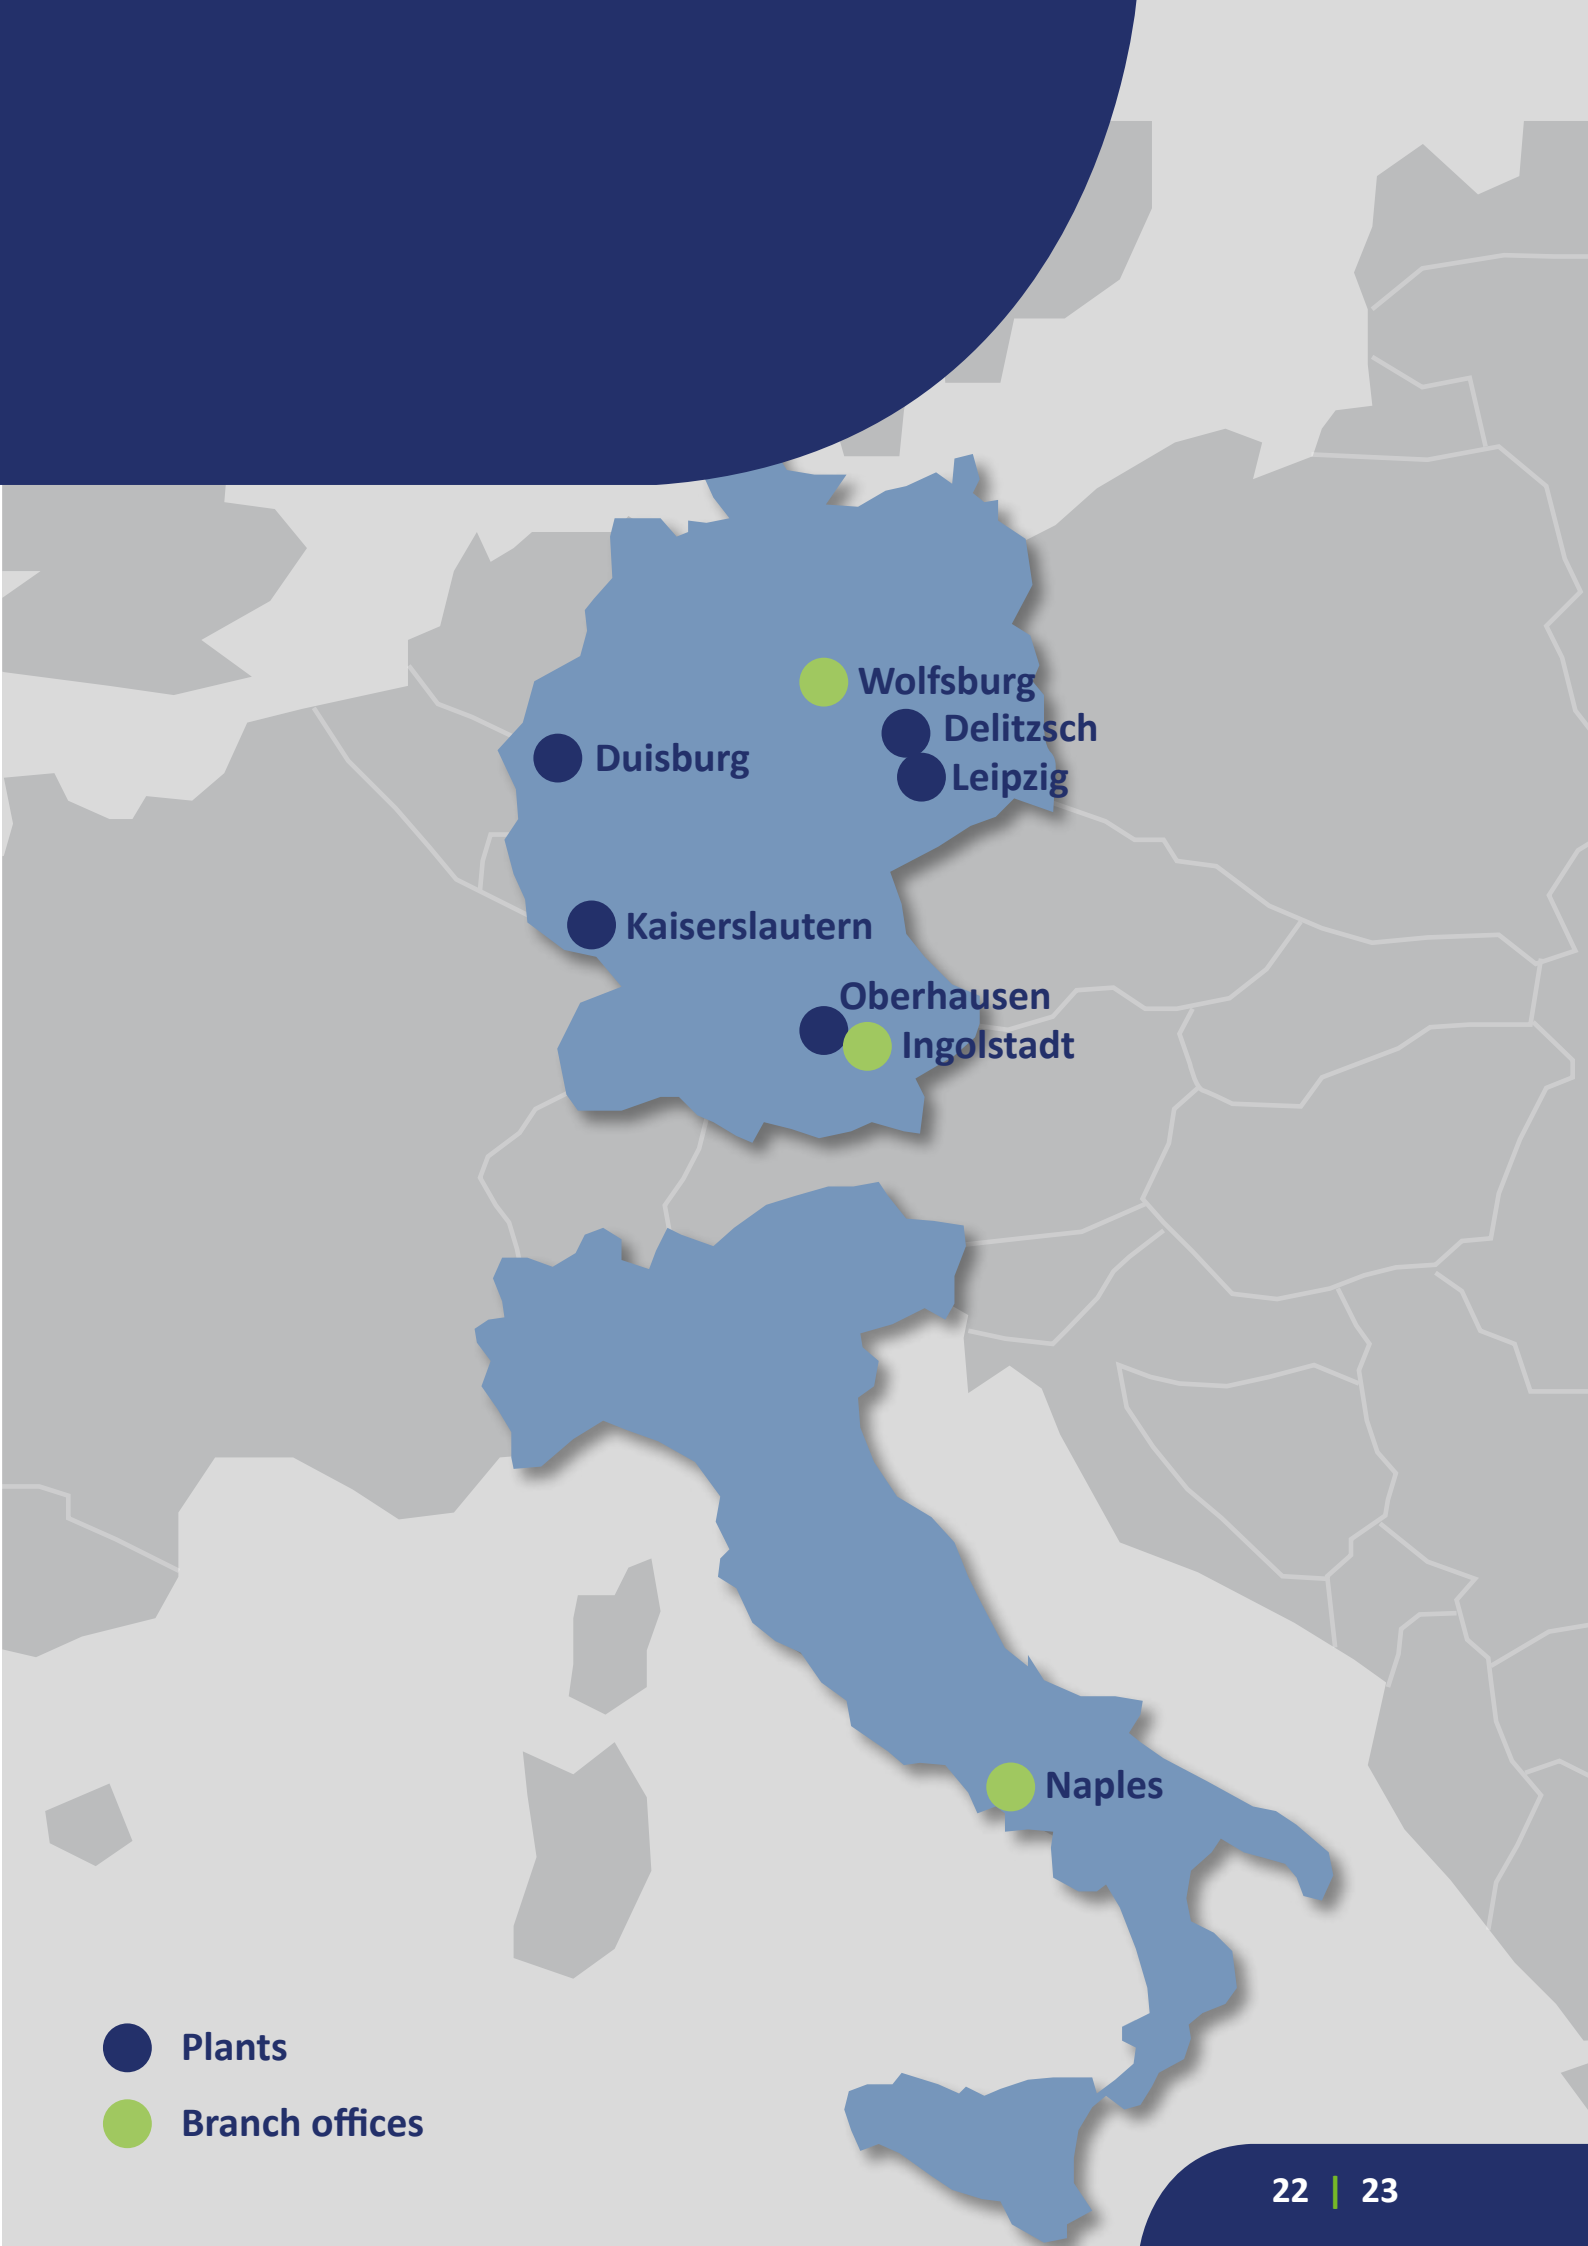 Wolfsburg
Delitzsch
Duisburg
Leipzig
Kaiserslautern
Oberhausen
Ingolstadt
Naples
Plants
Branch offices
22 | 23